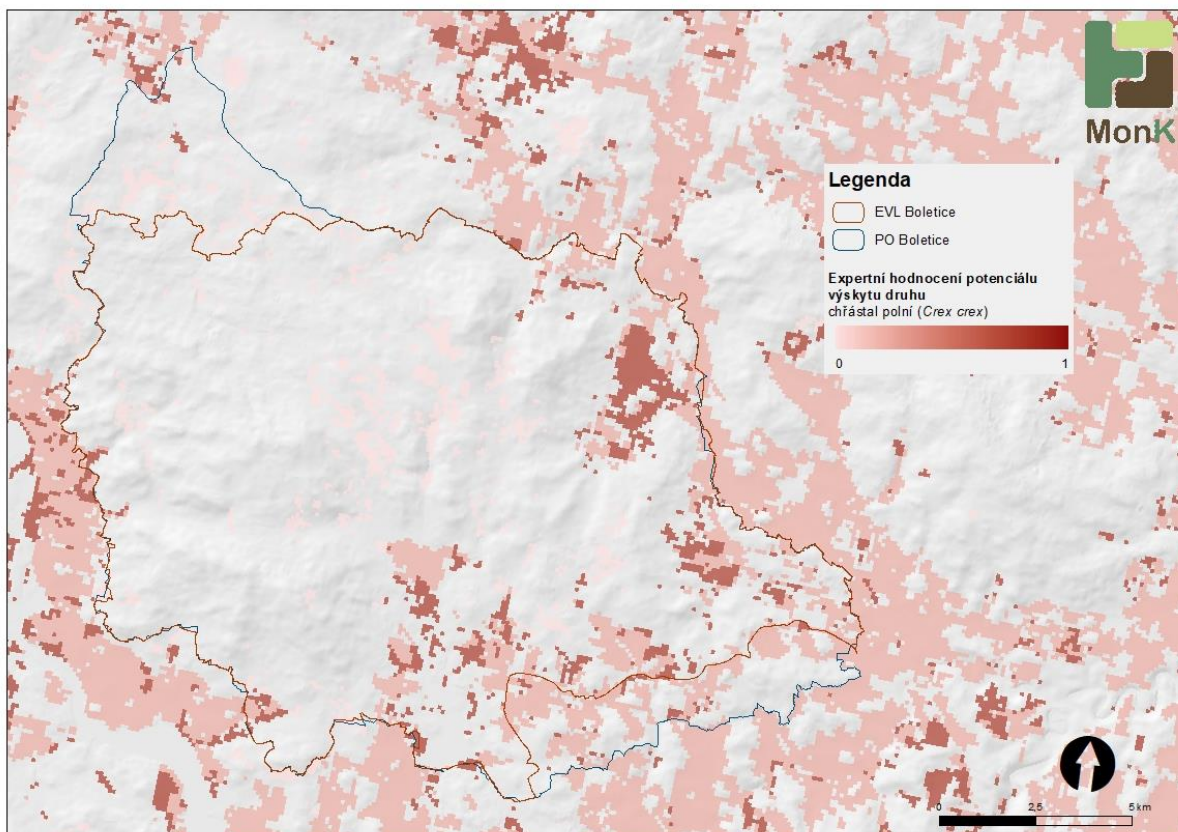 MonK
Legenda
EVL Boletice
PO Boletice
Expertní hodnocení potenciálu
výskytu druhu
chřástal polní (Crex crex)
0 1
0 2,5 5 km